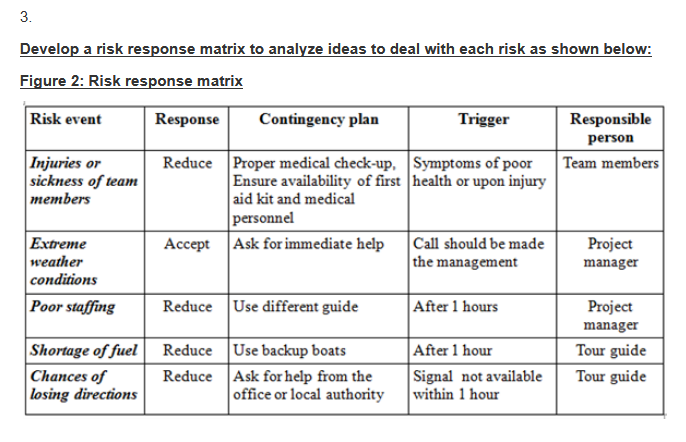 3.
Develop a risk response matrix to analyze ideas to deal with each risk as shown below:
Figure 2: Risk response matrix
Risk event Response Contingency plan Trigger Responsible
person
Injuries or Reduce Proper medical check-up, Symptoms of poor Team members
sickness of team Ensure availability of first health or upon injury
members aid kit and medical
personnel
Extreme Accept Ask for immediate help Call should be made Project
weather the management manager
conditions
Poor staffing Reduce Use different guide After 1 hours Project
manager
Shortage of fuel Reduce Use backup boats After 1 hour Tour guide
Chances of Reduce Ask for help from the Signal not available Tour guide
losing directions office or local authority within 1 hour